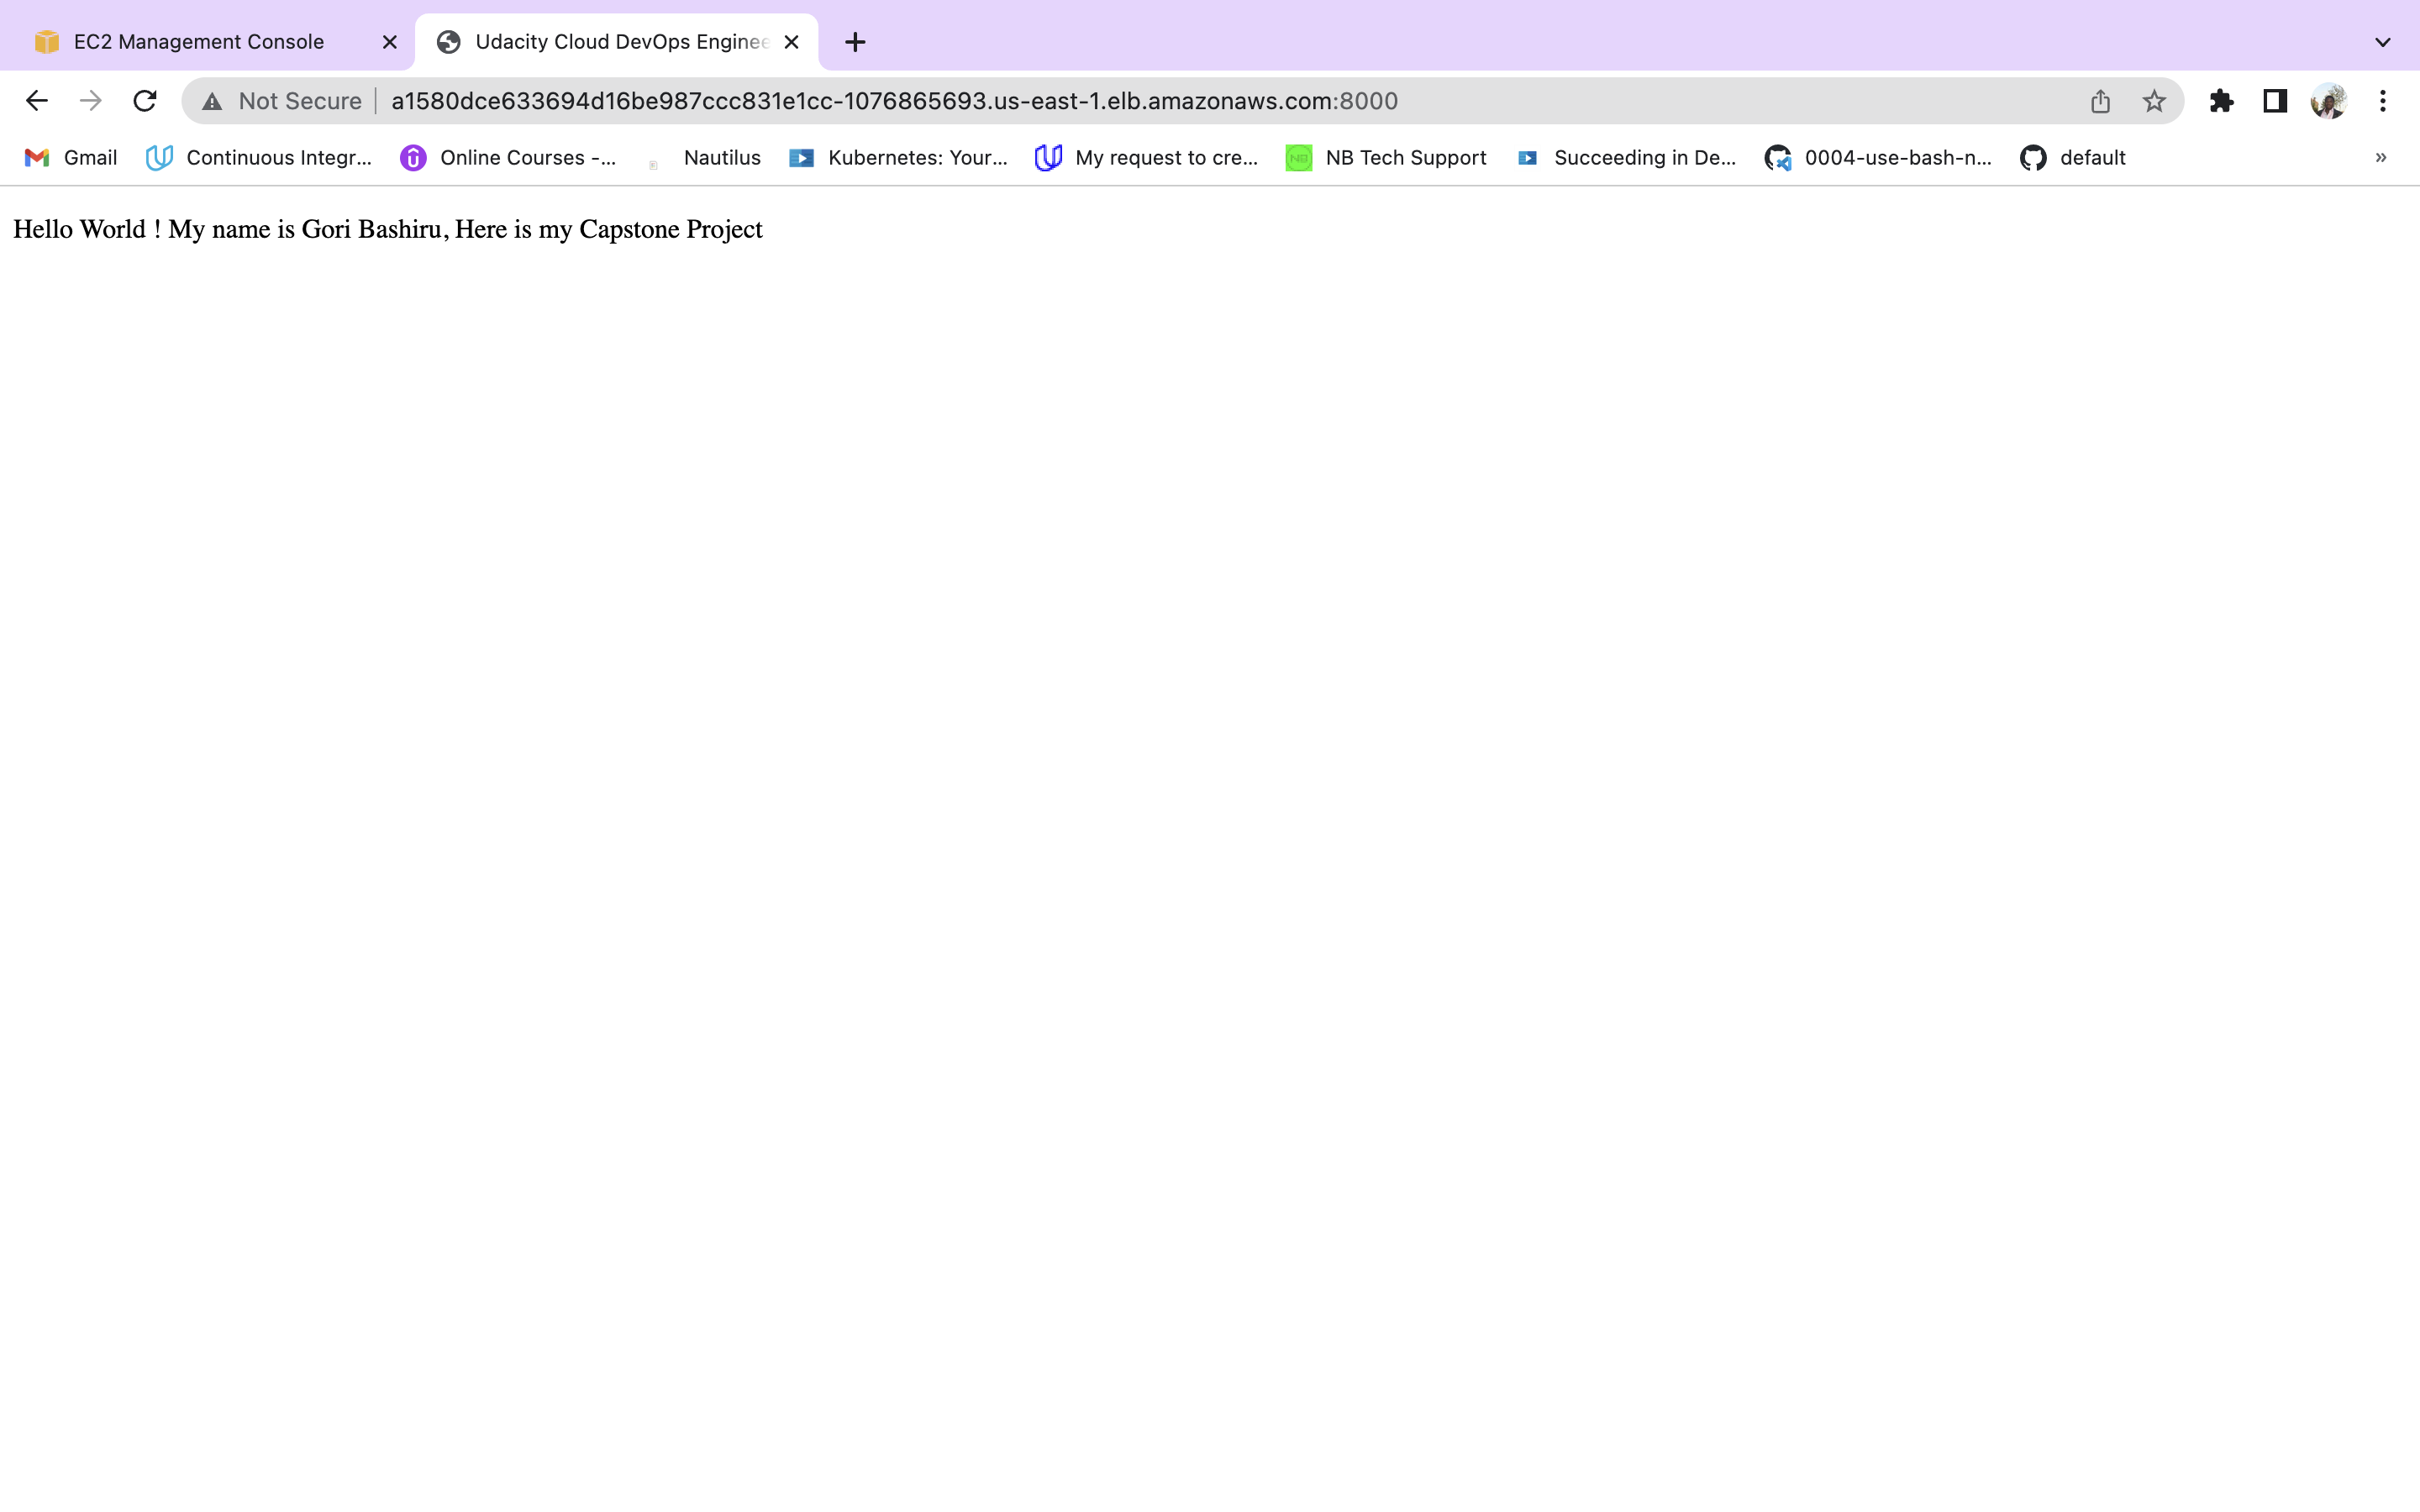 EC2 Management Console
Udacity Cloud DevOps Enginee
Not Secure a1580dce633694d16be987ccc831e1cc-1076865693.us-east-1.elb.amazonaws.com:8000
Gmail Continuous Integr... Online Courses -... Nautilus Kubernetes: Your... My request to cre... NB Tech Support Succeeding in De... 0004-use-bash-n... default »
Hello World ! My name is Gori Bashiru, Here is my Capstone Project